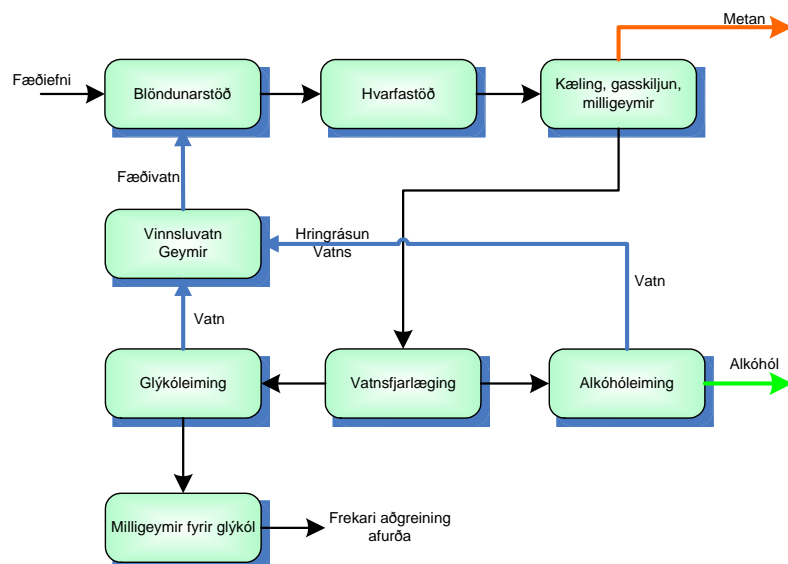 Metan
Fæðiefni
Blöndunarstöð
Hvarfastöð
Kæling, gasskiljun,
milligeymir
Fæðivatn
Vinnsluvatn
Geymir
Hringrásun
Vatns
Vatn
Vatn
Glýkóleiming
Vatnsfjarlæging
Alkóhóleiming
Alkóhól
Milligeymir fyrir glýkól
Frekari aðgreining
afurða